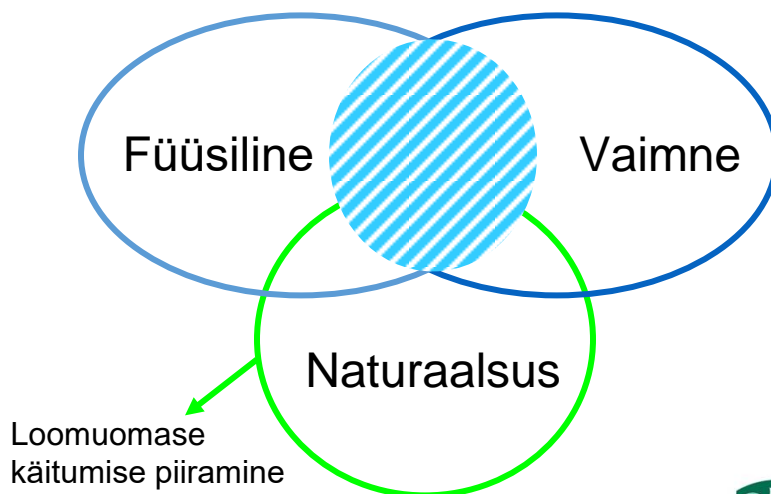 Füüsiline
Vaimne
Naturaalsus
Loomuomase
käitumise piiramine